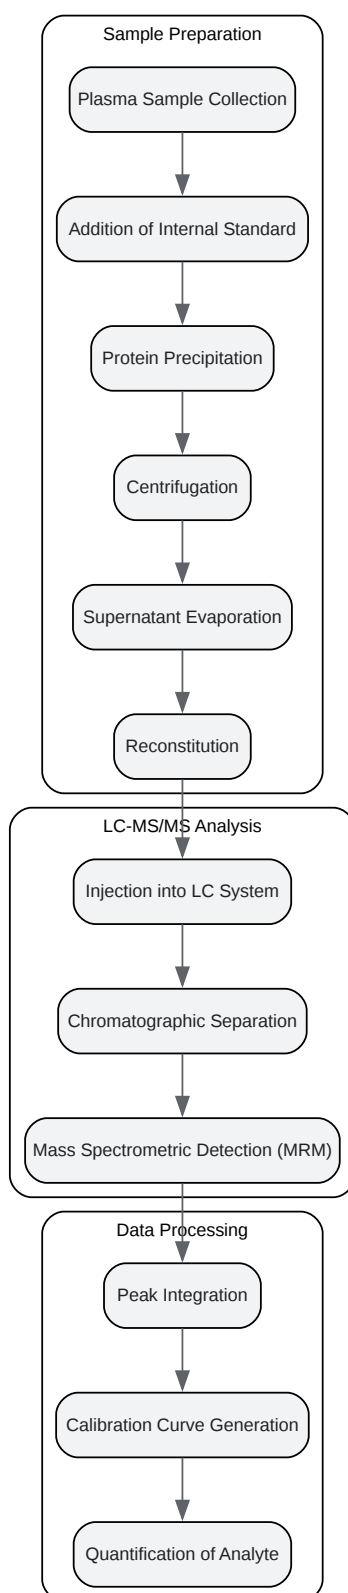 Sample Preparation
Plasma Sample Collection
Addition of Internal Standard
Protein Precipitation
Centrifugation
Supernatant Evaporation
Reconstitution
LC-MS/MS Analysis
Injection into LC System
Chromatographic Separation
Mass Spectrometric Detection (MRM)
Data Processing
Peak Integration
Calibration Curve Generation
Quantification of Analyte